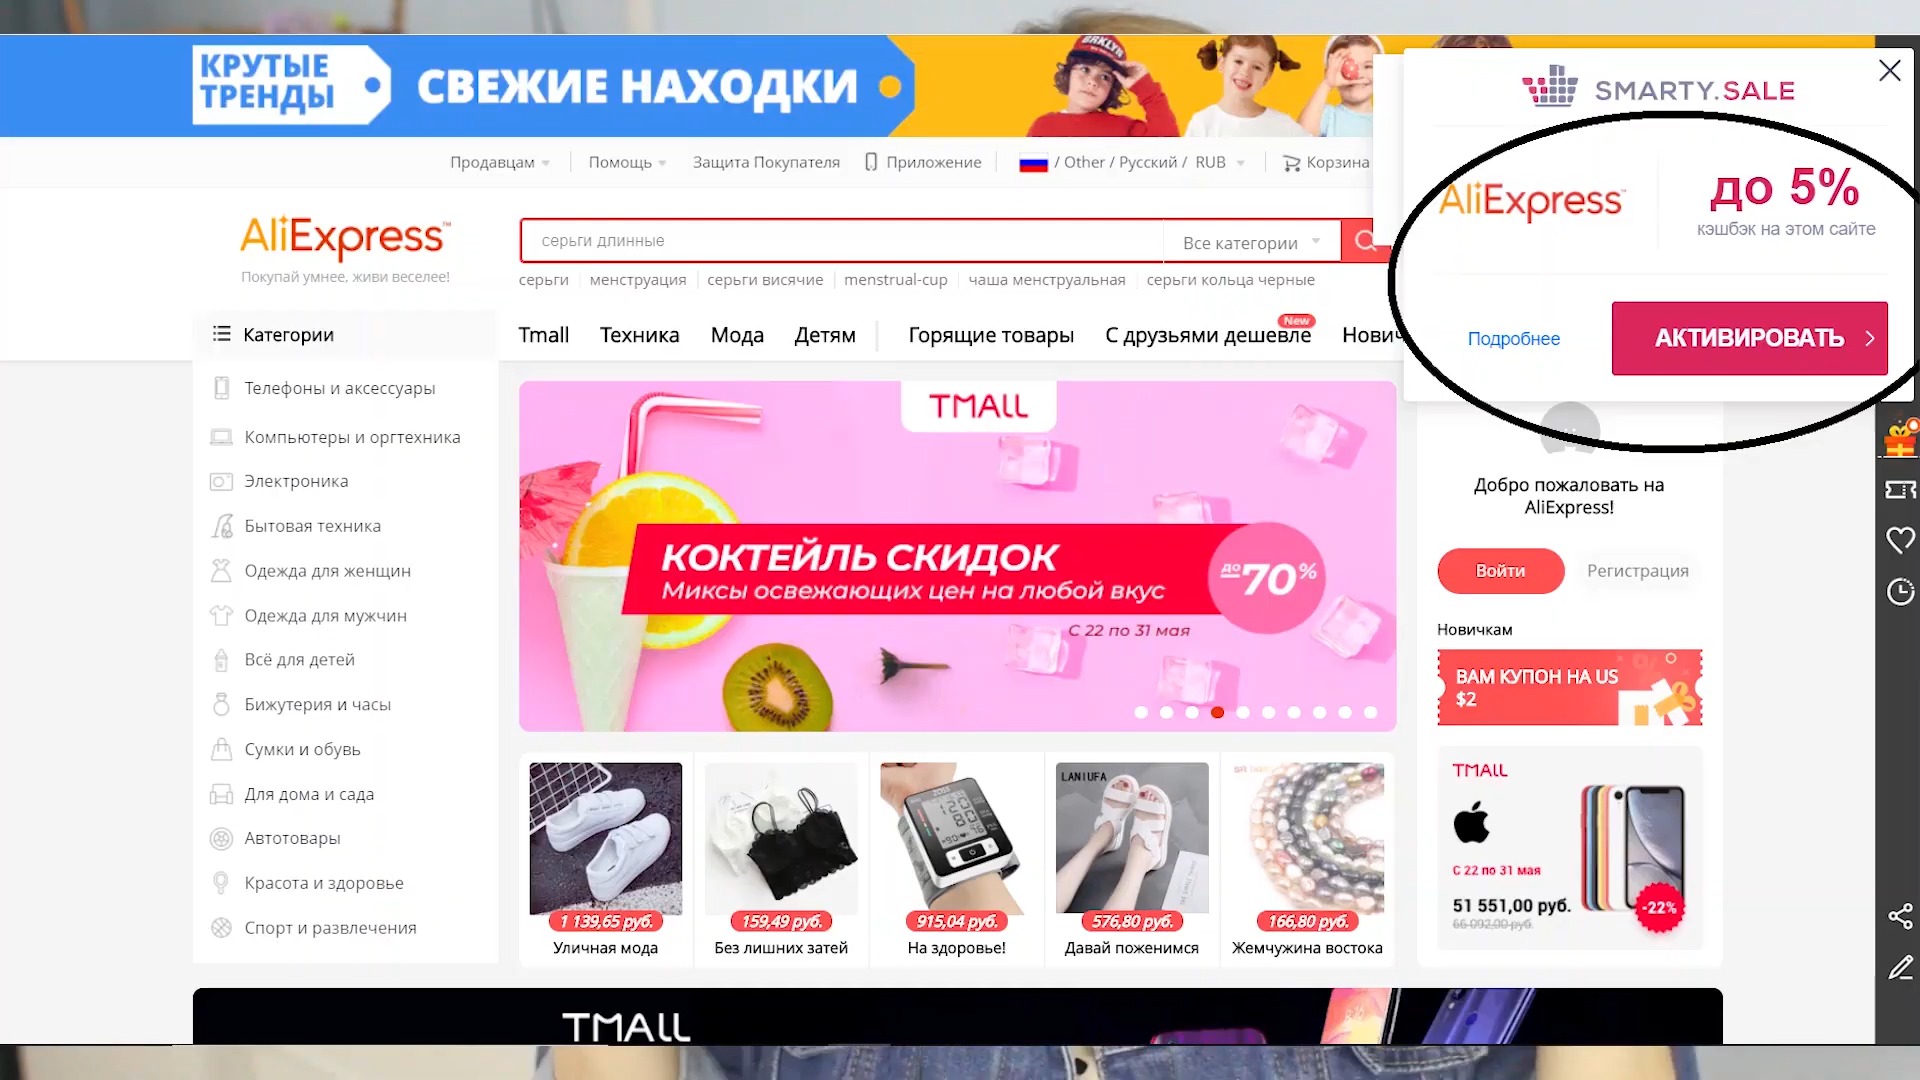 КРУТЫЕ
ТРЕНДЫ
СВЕЖИЕ НАХОДКИ
BRKLYN
SMARTY.SALE
Продавцам
Помощь
Защита Покупателя
Приложение
/ Other / Русский / RUB
Корзина
AliExpress™
Покупай умнее, живи веселее!
серьги длинные
Все категории
серьги
менструация
серьги висячие
menstrual-cup
чаша менструальная
серьги кольца черные
AliExpress™
до 5%
кэшбэк на этом сайте
Подробнее
АКТИВИРОВАТЬ
Категории
Tmall
Техника
Мода
Детям
Горящие товары
С друзьями дешевле
New
Нович
Телефоны и аксессуары
Компьютеры и оргтехника
Электроника
Бытовая техника
Одежда для женщин
Одежда для мужчин
Всё для детей
Бижутерия и часы
Сумки и обувь
Для дома и сада
Автотовары
Красота и здоровье
Спорт и развлечения
TMALL
КОКТЕЙЛЬ СКИДОК
Миксы освежающих цен на любой вкус
до 70%
С 22 по 31 мая
Добро пожаловать на
AliExpress!
Войти
Регистрация
Новичкам
ВАМ КУПОН НА US
$2
TMALL
С 22 по 31 мая
51 551,00 руб.
66 092,00 руб.
-22%
LANIUFA
1 139,65 руб.
159,49 руб.
915,04 руб.
576,80 руб.
166,80 руб.
Уличная мода
Без лишних затей
На здоровье!
Давай поженимся
Жемчужина востока
TMALL